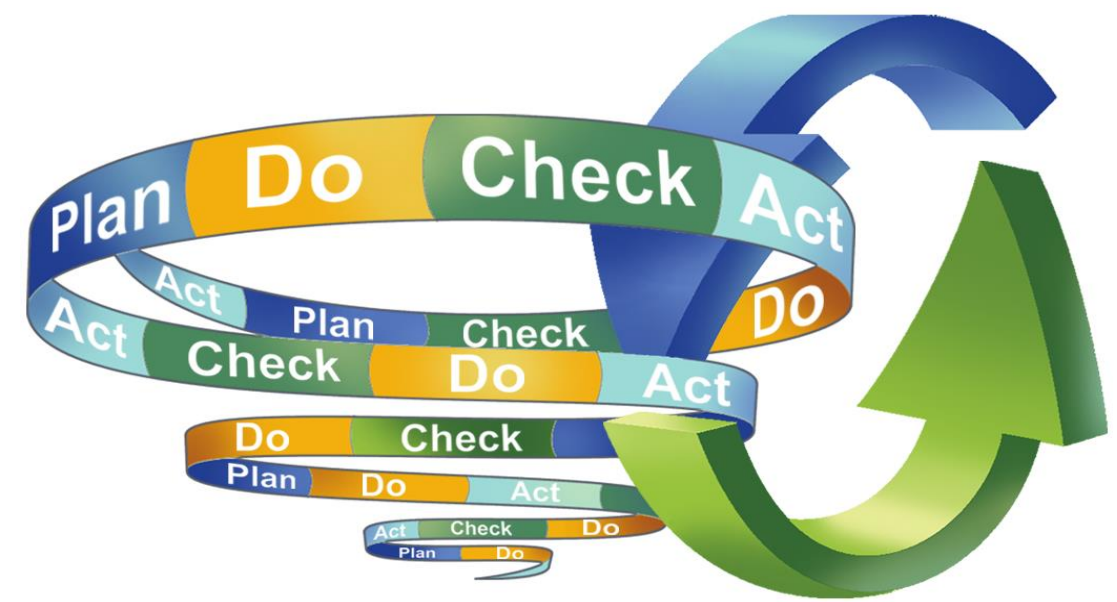 Plan Do Check Act
Act Plan Check Do
Act Check Do Act
Do Check
Plan Do Act
Act Check Do
Plan Do